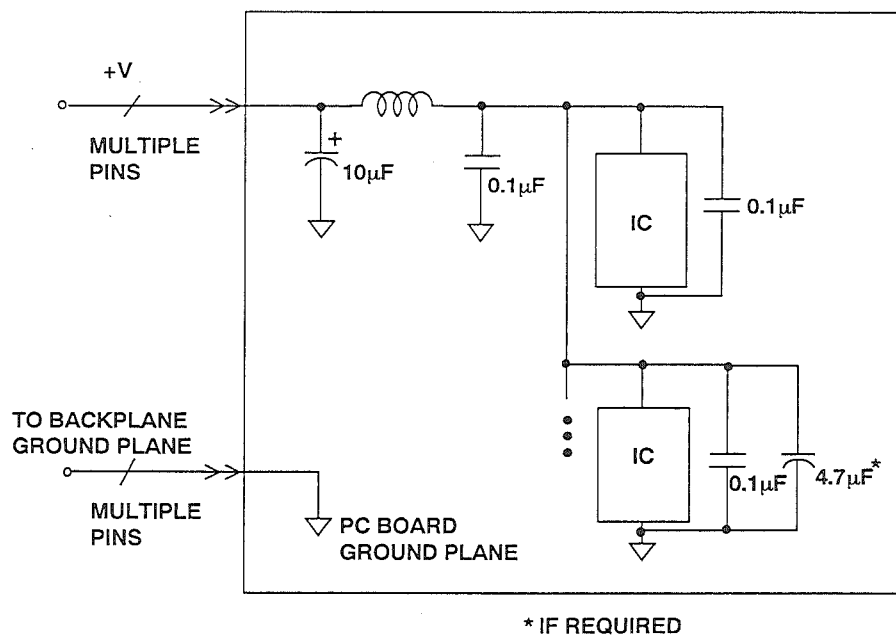 +V
MULTIPLE
PINS
+
10μF
0.1μF
IC
0.1μF
TO BACKPLANE
GROUND PLANE
MULTIPLE
PINS
PC BOARD
GROUND PLANE
IC
0.1μF
4.7μF*
* IF REQUIRED